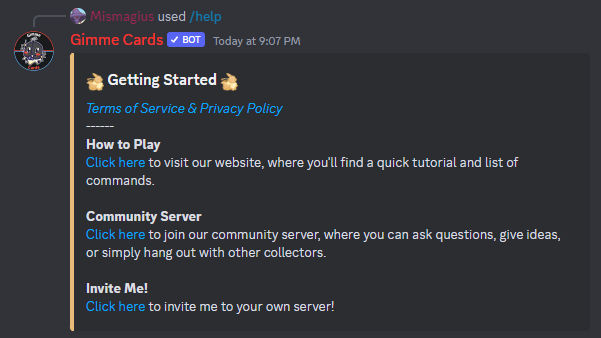 Mismagius used /help
Gimme Cards ✓ BOT Today at 9:07 PM
Getting Started
Terms of Service & Privacy Policy
------
How to Play
Click here to visit our website, where you'll find a quick tutorial and list of
commands.
Community Server
Click here to join our community server, where you can ask questions, give ideas,
or simply hang out with other collectors.
Invite Me!
Click here to invite me to your own server!